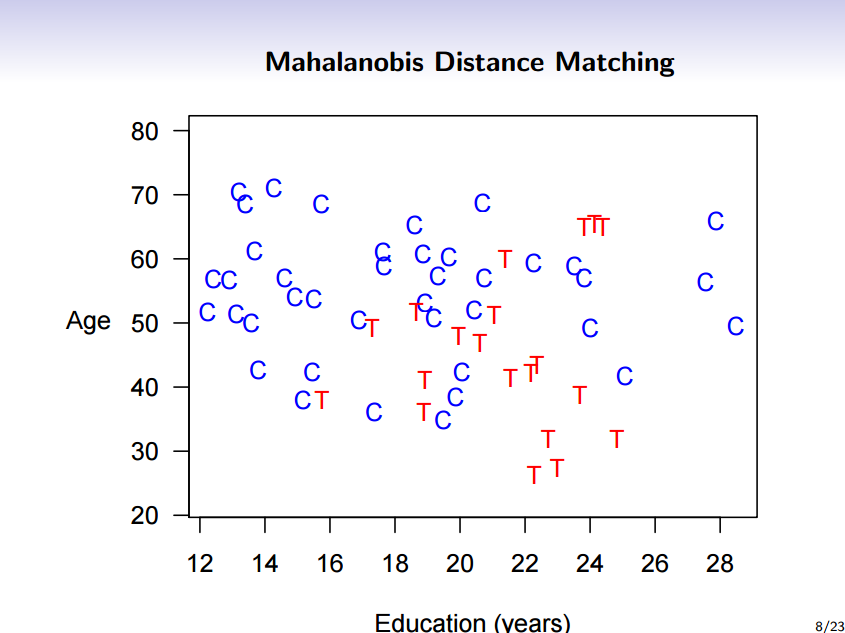 Mahalanobis Distance Matching
80
70
60
Age 50
40
30
20
C C C C C C C C C C C C C C C C C C C C C C C C C C C C C C C C C C C C C C C C
T T T T T T T T T T T T T T T T T T T T
12 14 16 18 20 22 24 26 28
Education (years)
8/23